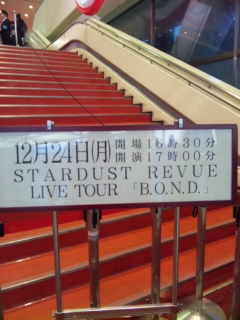 12月24日(月) 開場16時30分
開演17時00分
STARDUST REVUE
LIVE TOUR 「B.O.N.D.」